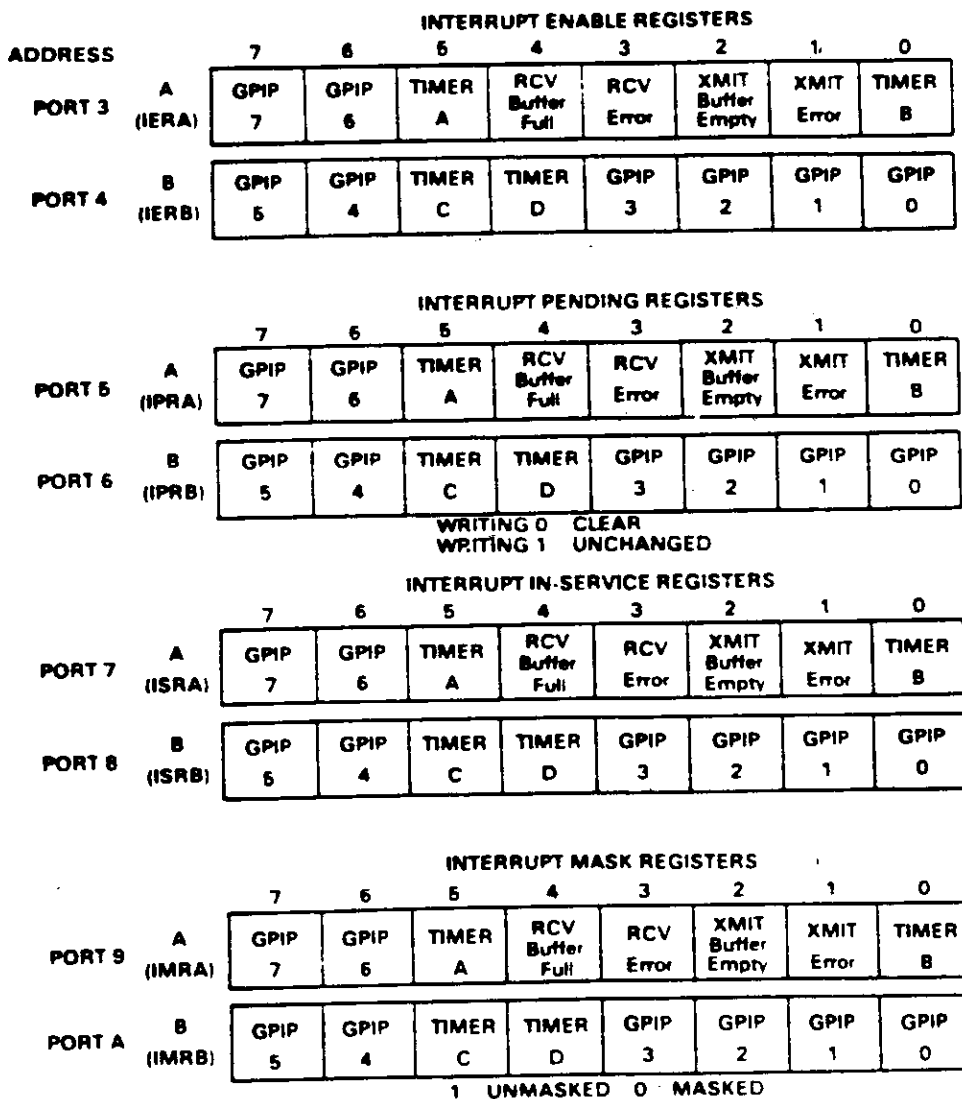 INTERRUPT ENABLE REGISTERS
ADDRESS 7 6 5 4 3 2 1 0
PORT 3 A (IERA) GPIP 7 GPIP 6 TIMER A RCV Buffer Full RCV Error XMIT Buffer Empty XMIT Error TIMER B
PORT 4 B (IERB) GPIP 5 GPIP 4 TIMER C TIMER D GPIP 3 GPIP 2 GPIP 1 GPIP 0
INTERRUPT PENDING REGISTERS
7 6 5 4 3 2 1 0
PORT 5 A (IPRA) GPIP 7 GPIP 6 TIMER A RCV Buffer Full RCV Error XMIT Buffer Empty XMIT Error TIMER B
PORT 6 B (IPRB) GPIP 5 GPIP 4 TIMER C TIMER D GPIP 3 GPIP 2 GPIP 1 GPIP 0
WRITING 0 CLEAR
WRITING 1 UNCHANGED
INTERRUPT IN-SERVICE REGISTERS
7 6 5 4 3 2 1 0
PORT 7 A (ISRA) GPIP 7 GPIP 6 TIMER A RCV Buffer Full RCV Error XMIT Buffer Empty XMIT Error TIMER B
PORT 8 B (ISRB) GPIP 5 GPIP 4 TIMER C TIMER D GPIP 3 GPIP 2 GPIP 1 GPIP 0
INTERRUPT MASK REGISTERS
7 6 5 4 3 2 1 0
PORT 9 A (IMRA) GPIP 7 GPIP 6 TIMER A RCV Buffer Full RCV Error XMIT Buffer Empty XMIT Error TIMER B
PORT A B (IMRB) GPIP 5 GPIP 4 TIMER C TIMER D GPIP 3 GPIP 2 GPIP 1 GPIP 0
1 UNMASKED 0 MASKED